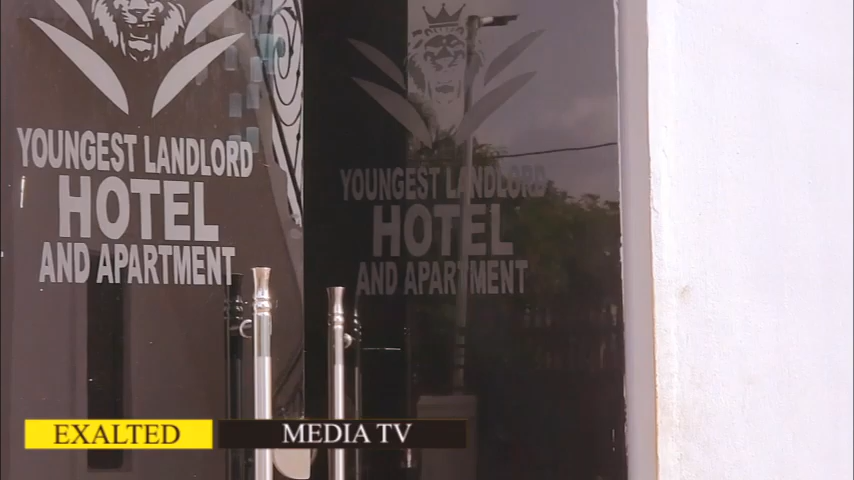 YOUNGEST LANDLORD
HOTEL
AND APARTMENT
YOUNGEST LANDLORD
HOTEL
AND APARTMENT
EXALTED MEDIA TV